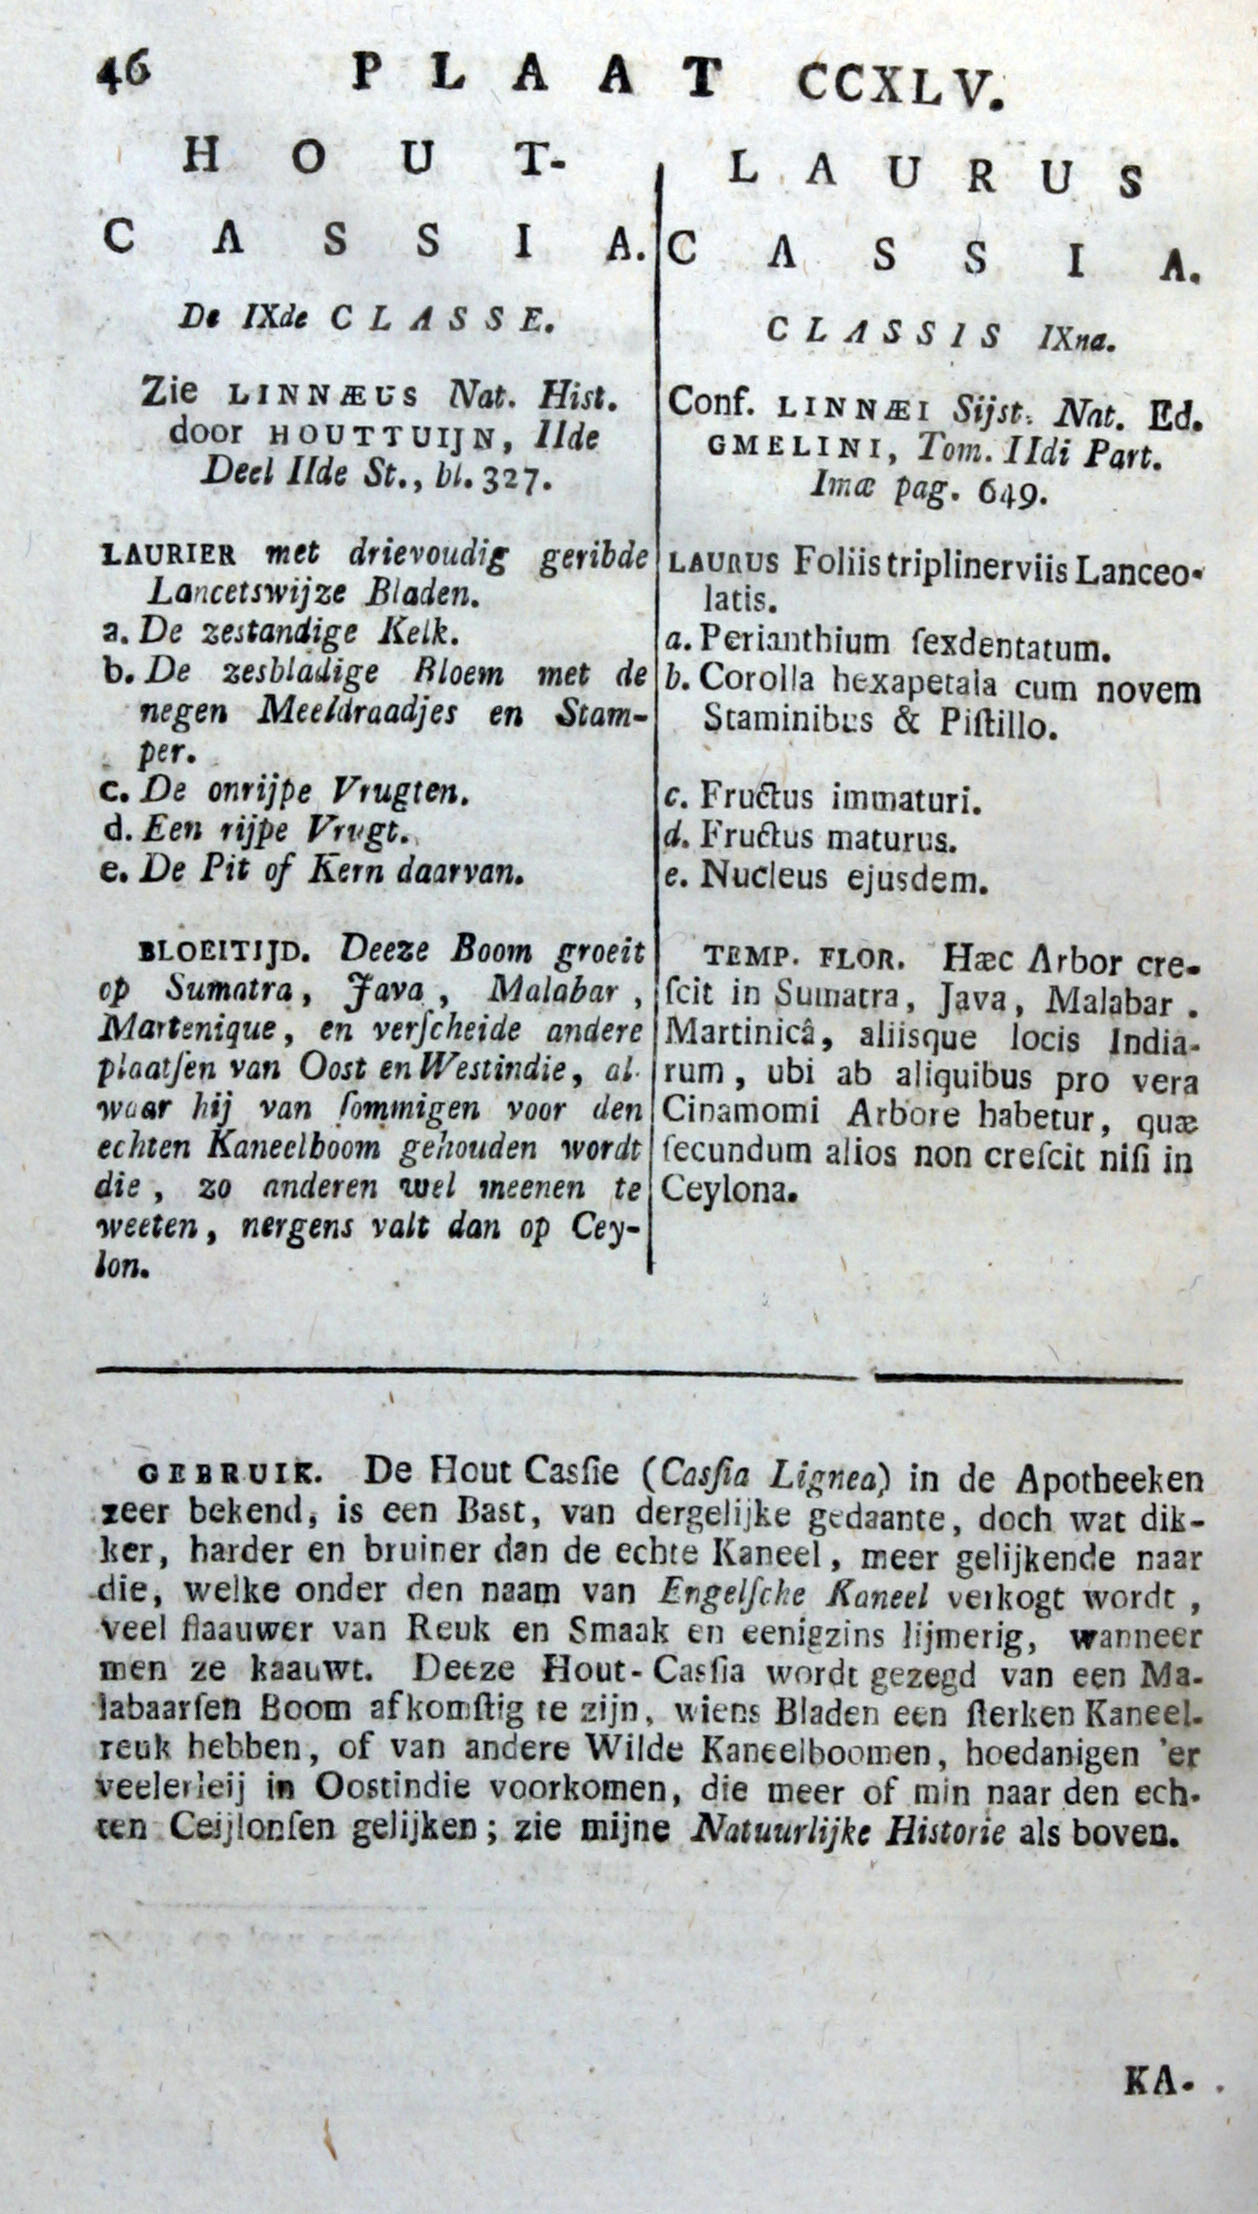 46 PLAAT CCXLV.
HOUT-
CASSIA.
De IXde CLASSE.
Zie LINNÆUS Nat. Hist.
door HOUTTUIJN, IIde
Deel IIde St., bl. 327.
LAURIER met drievoudig geribde
Lancetswijze Bladen.
a. De zestandige Kelk.
b. De zesbladige Bloem met de
negen Meeldraadjes en Stam-
per.
c. De onrijpe Vrugten.
d. Een rijpe Vrugt.
e. De Pit of Kern daarvan.
BLOEITIJD. Deeze Boom groeit
op Sumatra, Java, Malabar,
Martenique, en verſcheide andere
plaatſen van Oost en Westindie, al-
waar hij van ſommigen voor den
echten Kaneelboom gehouden wordt
die, zo anderen wel meenen te
weeten, nergens valt dan op Cey-
lon.
LAURUS
CASSIA.
CLASSIS IXna.
Conf. LINNÆI Sijst. Nat. Ed.
GMELINI, Tom. IIdi Part.
Imæ pag. 649.
LAURUS Foliis triplinerviis Lanceo-
latis.
a. Perianthium ſexdentatum.
b. Corolla hexapetala cum novem
Staminibus & Piſtillo.
c. Fructus immaturi.
d. Fructus maturus.
e. Nucleus ejusdem.
TEMP. FLOR. Hæc Arbor cre-
ſcit in Sumatra, Java, Malabar.
Martinicâ, aliisque locis India-
rum, ubi ab aliquibus pro vera
Cinamomi Arbore habetur, quæ
ſecundum alios non creſcit niſi in
Ceylona.
GEBRUIK. De Hout Casſie (Casſia Lignea) in de Apotheeken
zeer bekend, is een Bast, van dergelijke gedaante, doch wat dik-
ker, harder en bruiner dan de echte Kaneel, meer gelijkende naar
die, welke onder den naam van Engelſche Kaneel verkogt wordt,
veel flaauwer van Reuk en Smaak en eenigzins lijmerig, wanneer
men ze kaauwt. Deeze Hout-Casſia wordt gezegd van een Ma-
labaarſen Boom afkomſtig te zijn, wiens Bladen een ſterken Kaneel-
reuk hebben, of van andere Wilde Kaneelboomen, hoedanigen 'er
veelerleij in Oostindie voorkomen, die meer of min naar den ech-
ten Ceijlonſen gelijken; zie mijne Natuurlijke Historie als boven.
KA-